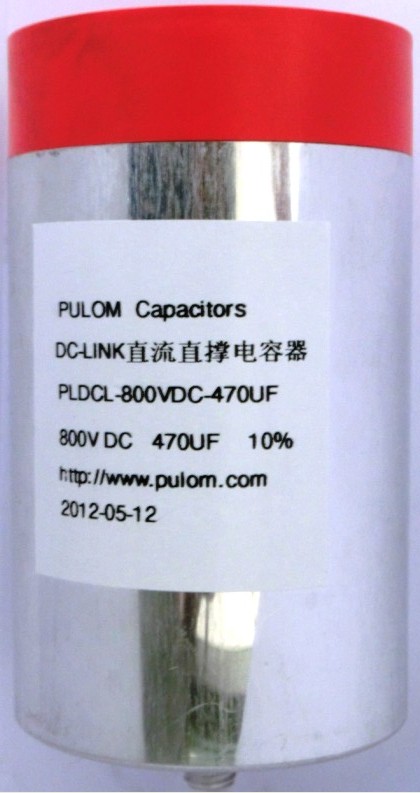 PULOM Capacitors
DC-LINK直流直撑电容器
PLDCL-800VDC-470UF
800V DC 470UF 10%
http://www.pulom.com
2012-05-12